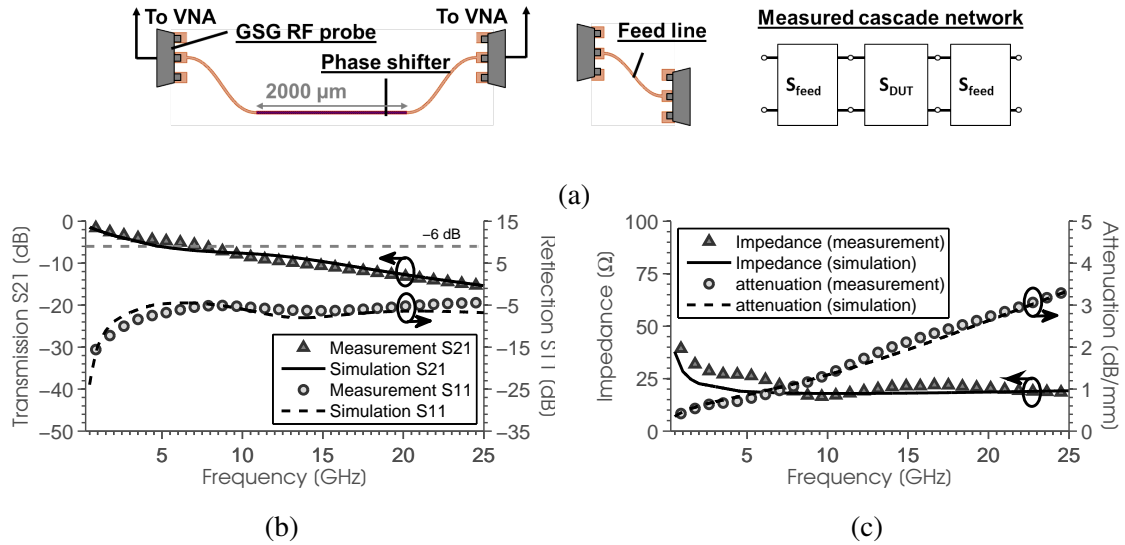 To VNA
To VNA
GSG RF probe
Phase shifter
2000 µm
Feed line
Measured cascade network
S_feed
S_DUT
S_feed
(a)
Transmission S21 (dB)
0
−10
−20
−30
−40
−50
−6 dB
Measurement S21
Simulation S21
Measurement S11
Simulation S11
15
5
−5
−15
−25
−35
Reflection S11 (dB)
5
10
15
20
25
Frequency (GHz)
(b)
Impedance (Ω)
100
75
50
25
0
Impedance (measurement)
Impedance (simulation)
attenuation (measurement)
attenuation (simulation)
5
4
3
2
1
0
Attenuation (dB/mm)
5
10
15
20
25
Frequency (GHz)
(c)